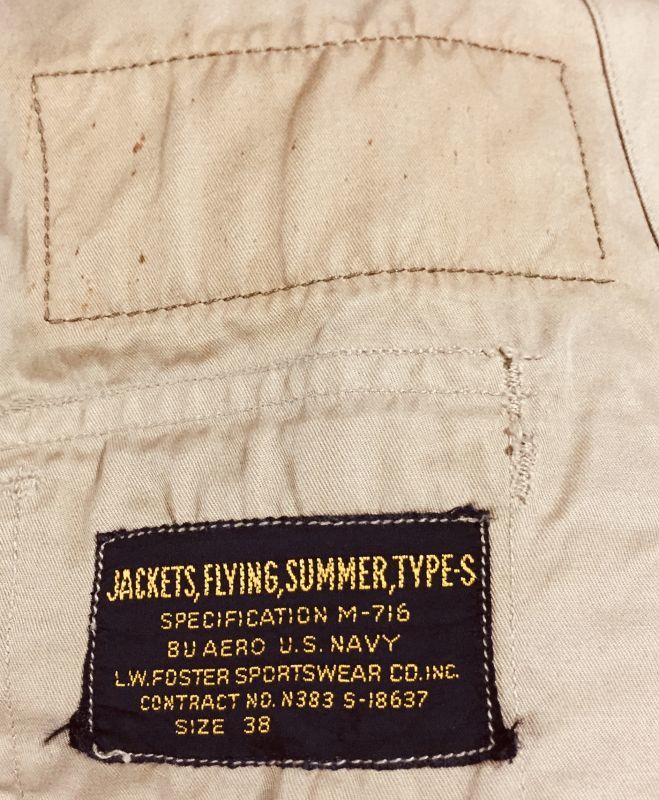 JACKETS, FLYING, SUMMER, TYPE-S
SPECIFICATION M-716
BU AERO U.S. NAVY
L.W. FOSTER SPORTSWEAR CO. INC.
CONTRACT NO. N383 S-18637
SIZE 38